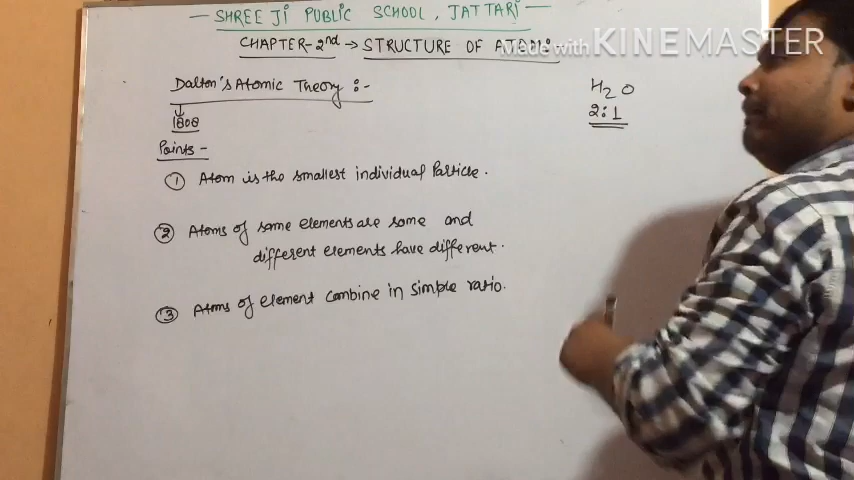 — SHREE Ji PUBLIC SCHOOL, JATTARI —
CHAPTER-2nd → STRUCTURE OF ATOM:-
Made with KINEMASTER
Dalton's Atomic Theory :-
1808
H2O
2:1
Points -
① Atom is the smallest individual Particle.
② Atoms of same elements are same and
different elements have different.
③ Atoms of element combine in simple ratio.